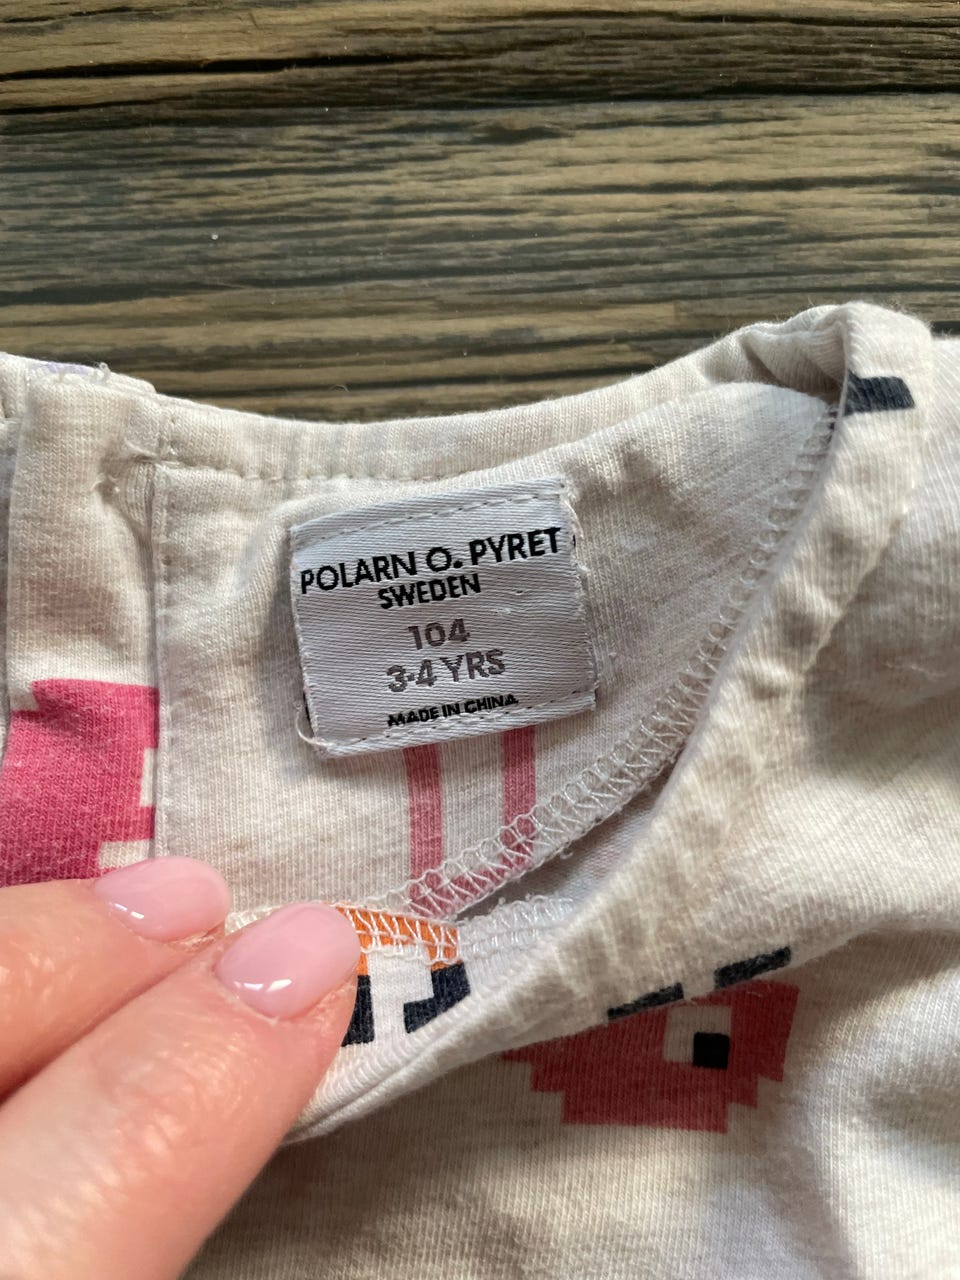 POLARN O. PYRET
SWEDEN
104
3-4 YRS
MADE IN CHINA